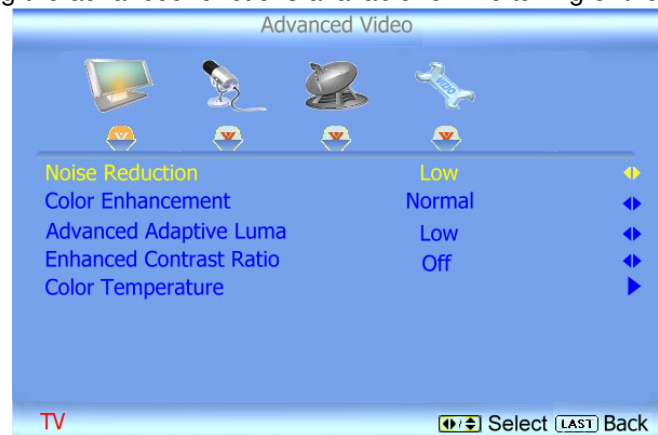 Advanced Video
VIZIO
Noise Reduction Low
Color Enhancement Normal
Advanced Adaptive Luma Low
Enhanced Contrast Ratio Off
Color Temperature
TV Select LAST Back